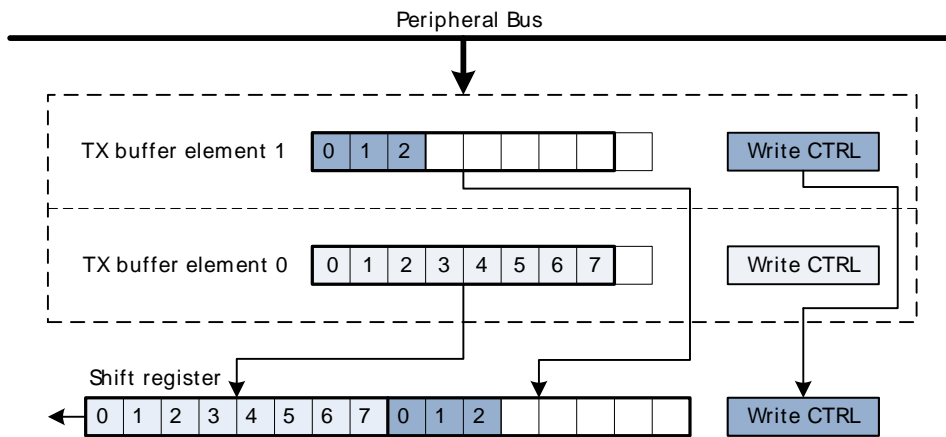 Peripheral Bus
TX buffer element 1 0 1 2 Write CTRL
TX buffer element 0 0 1 2 3 4 5 6 7 Write CTRL
Shift register
0 1 2 3 4 5 6 7 0 1 2 Write CTRL